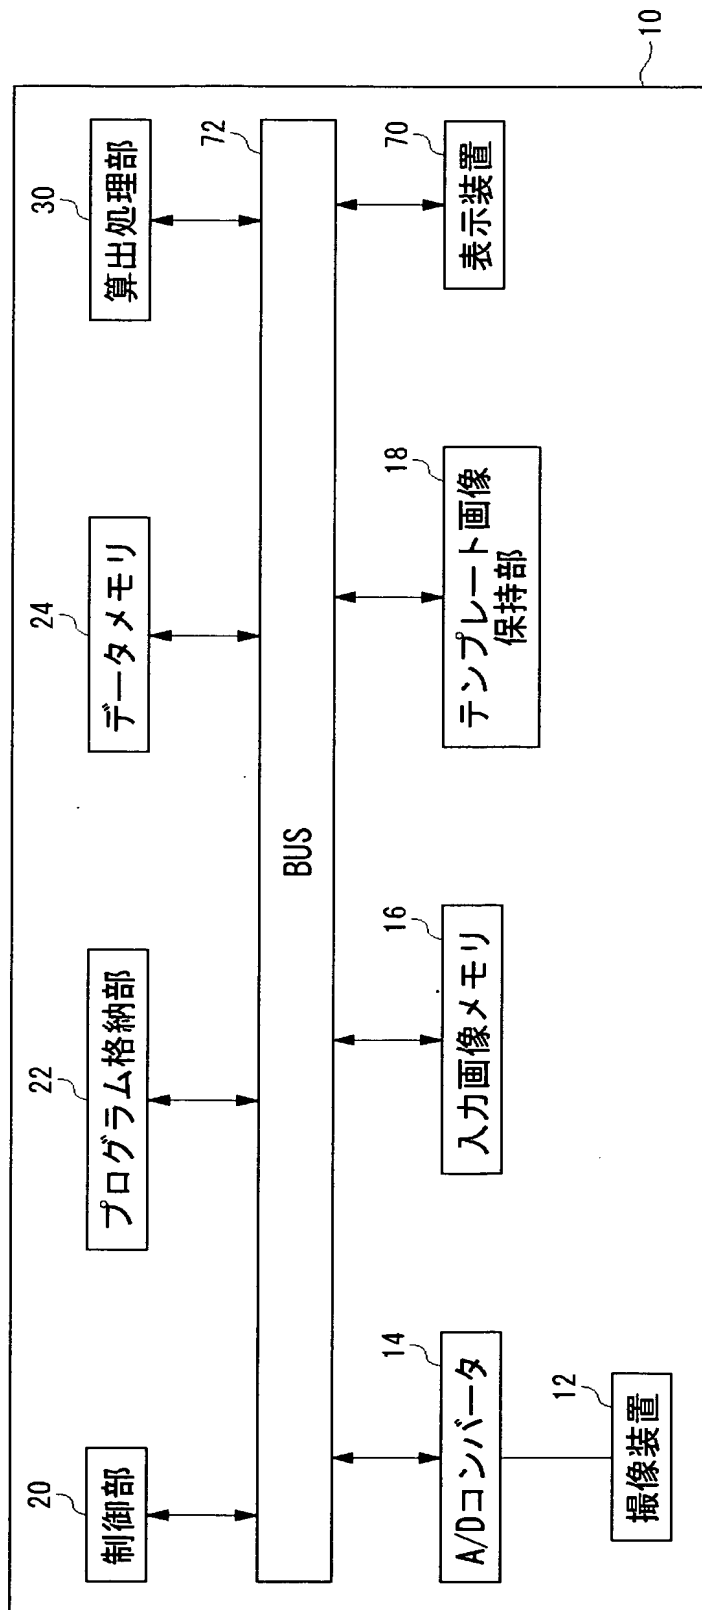 10
20
制御部
22
プログラム格納部
24
データメモリ
30
算出処理部
72
BUS
14
A/Dコンバータ
12
撮像装置
16
入力画像メモリ
18
テンプレート画像
保持部
70
表示装置